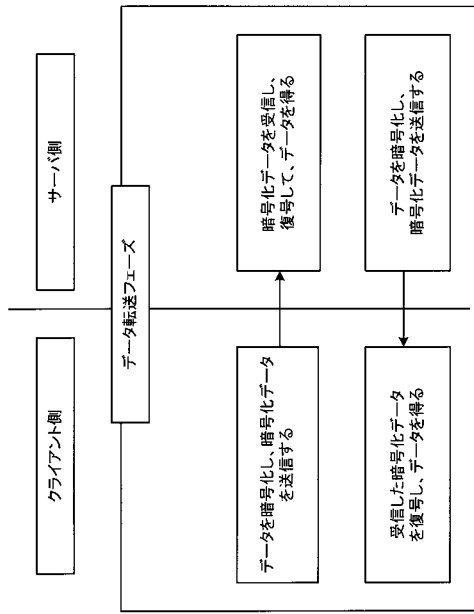 クライアント側
サーバ側
データ転送フェーズ
データを暗号化し、暗号化データ
を送信する
暗号化データを受信し、
復号して、データを得る
受信した暗号化データ
を復号し、データを得る
データを暗号化し、
暗号化データを送信する